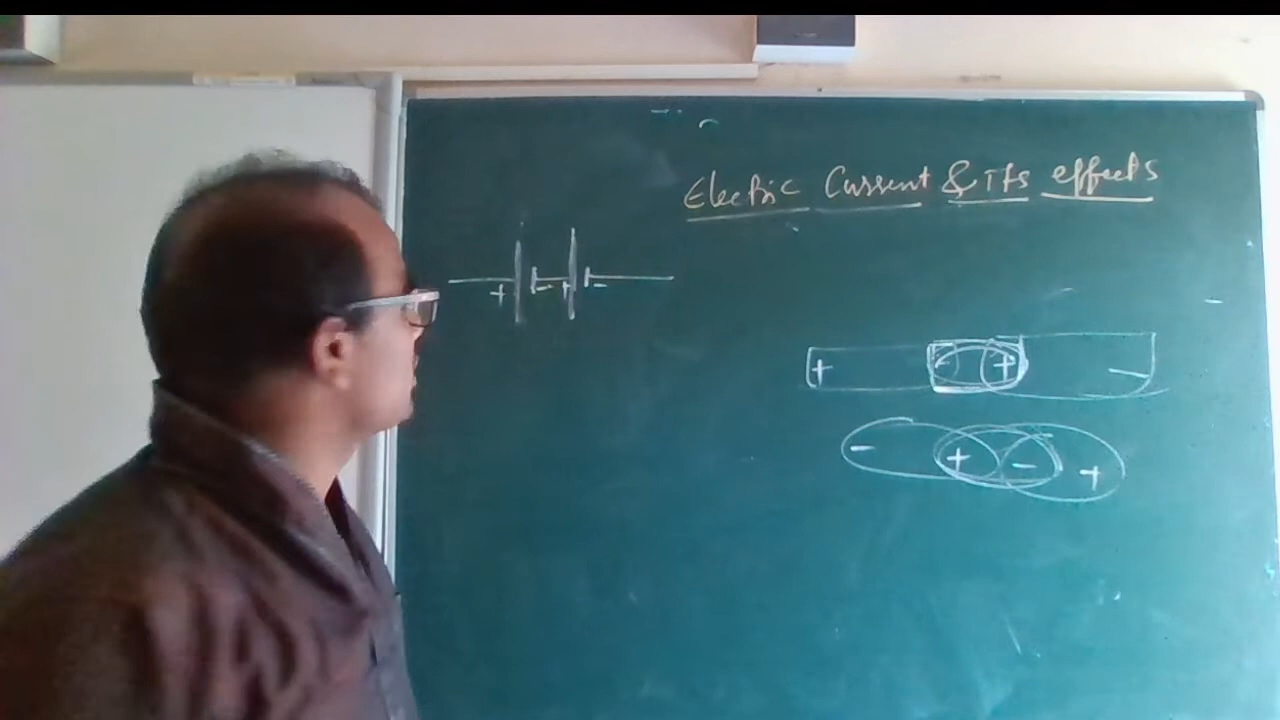 Electric Current & Its effects
+ - + -
+ - + -
- + - +